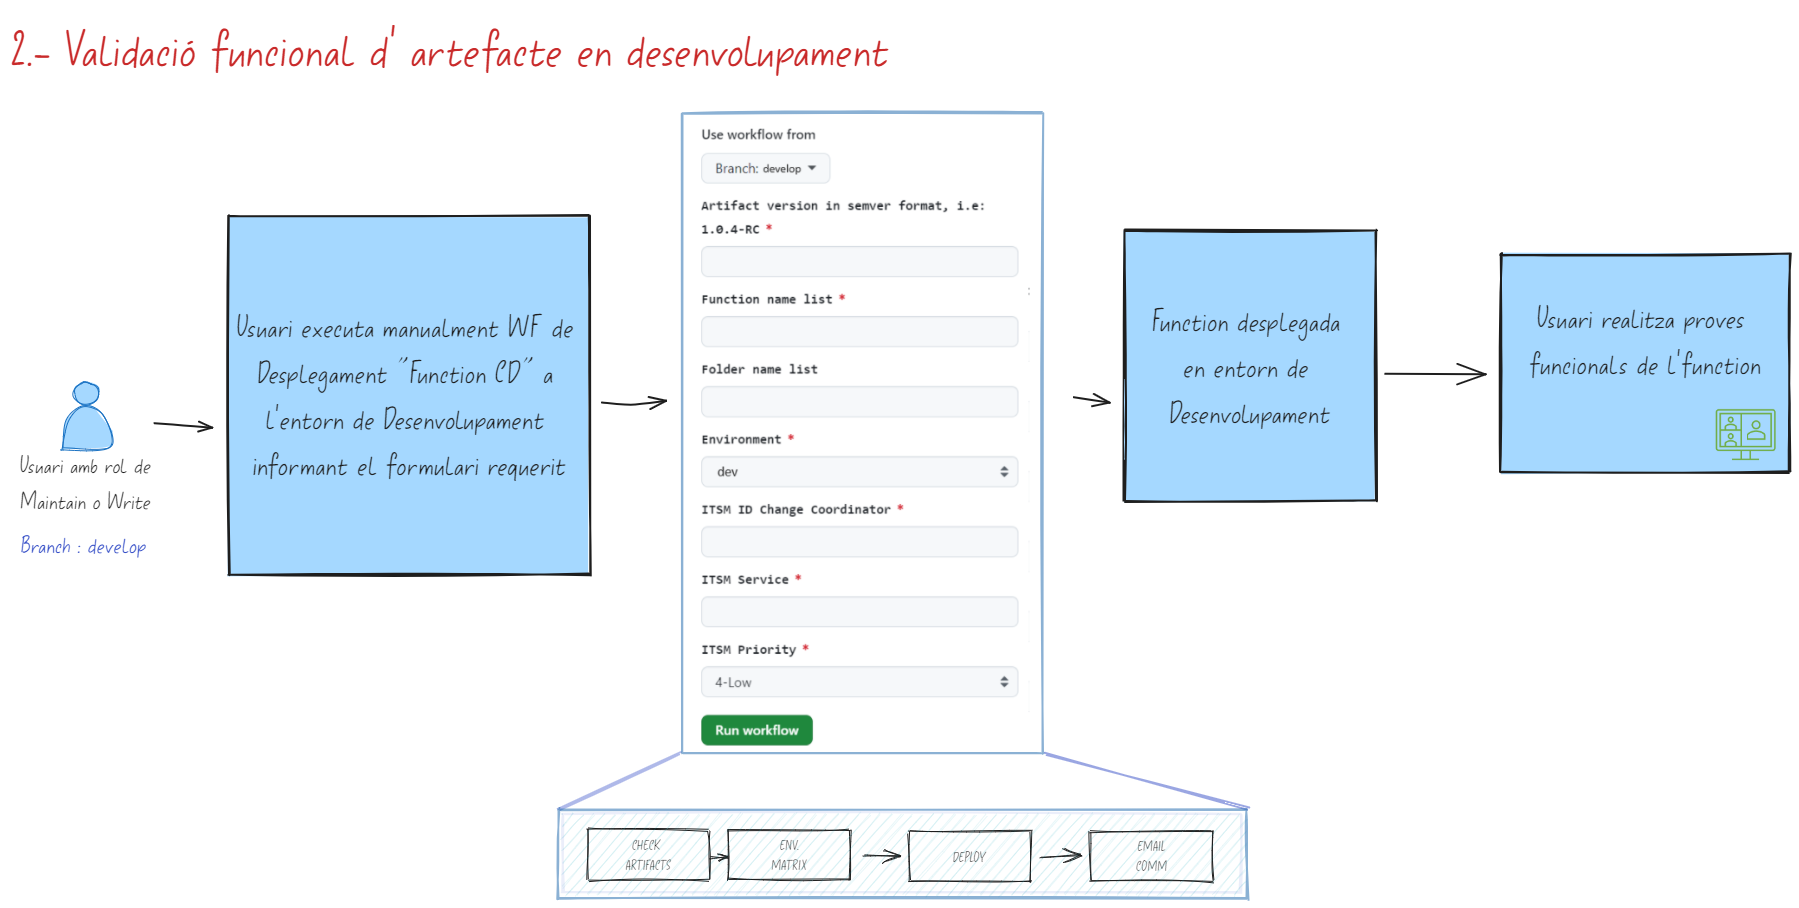 2.- Validació funcional d' artefacte en desenvolupament
Usuari amb rol de
Maintain o Write
Branch : develop
Usuari executa manualment WF de
Desplegament "Function CD" a
l'entorn de Desenvolupament
informant el formulari requerit
Use workflow from
Branch: develop
Artifact version in semver format, i.e:
1.0.4-RC *
Function name list *
Folder name list
Environment *
dev
ITSM ID Change Coordinator *
ITSM Service *
ITSM Priority *
4-Low
Run workflow
Function desplegada
en entorn de
Desenvolupament
Usuari realitza proves
funcionals de l'function
CHECK
ARTIFACTS
ENV.
MATRIX
DEPLOY
EMAIL
COMM